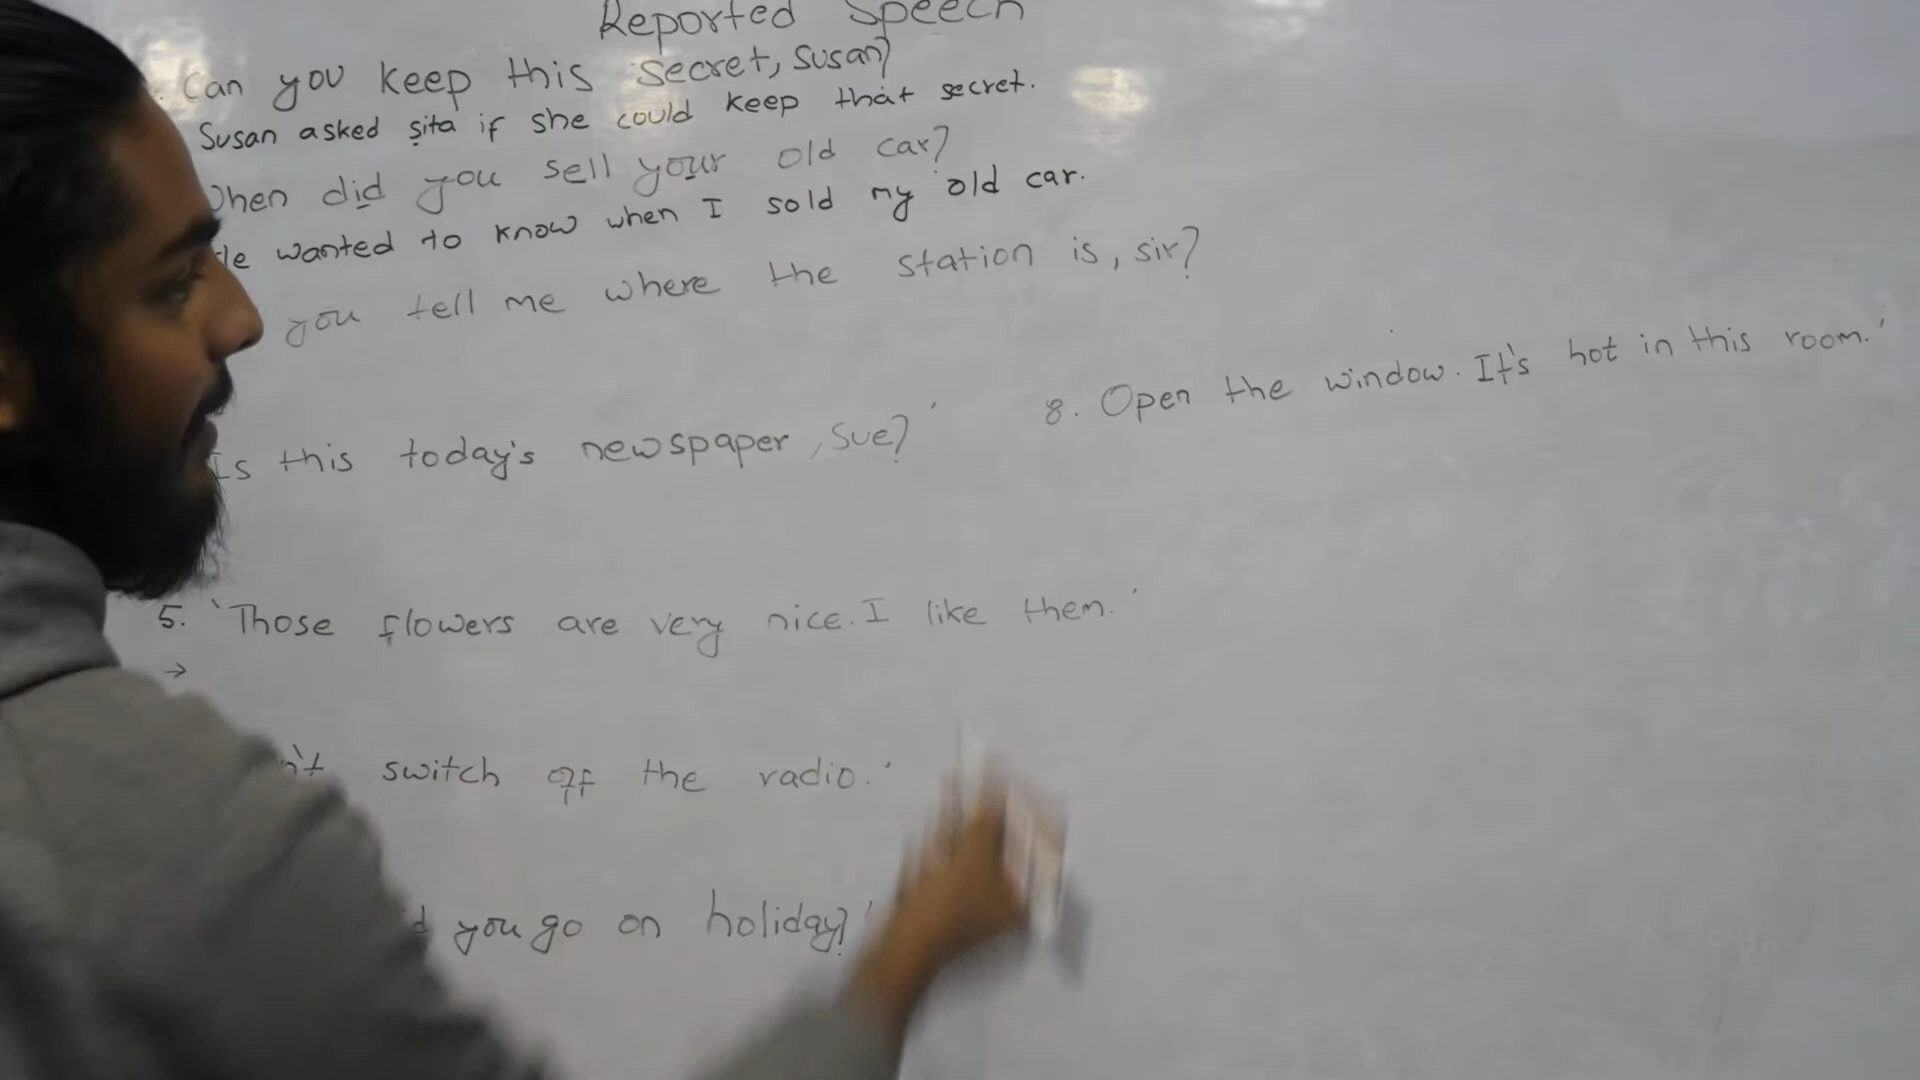 Reported Speech
Can you keep this secret, Susan?
Susan asked sita if she could keep that secret.
When did you sell your old car?
He wanted to know when I sold my old car.
you tell me where the station is, sir?
Is this today's newspaper, Sue?'
8. Open the window. It's hot in this room.'
5. 'Those flowers are very nice. I like them.'
→
switch off the radio.'
you go on holiday?'